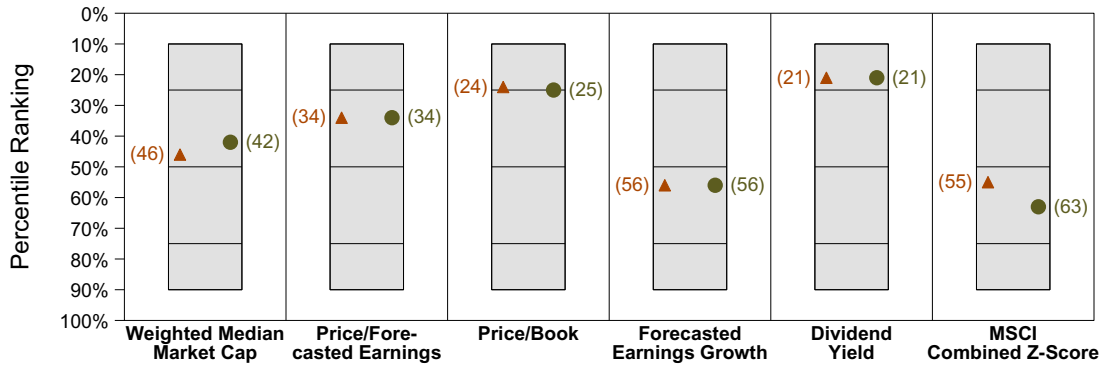 Percentile Ranking
0%
10%
20%
30%
40%
50%
60%
70%
80%
90%
100%
(46)
(42)
(34)
(34)
(24)
(25)
(56)
(56)
(21)
(21)
(55)
(63)
Weighted Median
Market Cap
Price/Fore-
casted Earnings
Price/Book
Forecasted
Earnings Growth
Dividend
Yield
MSCI
Combined Z-Score